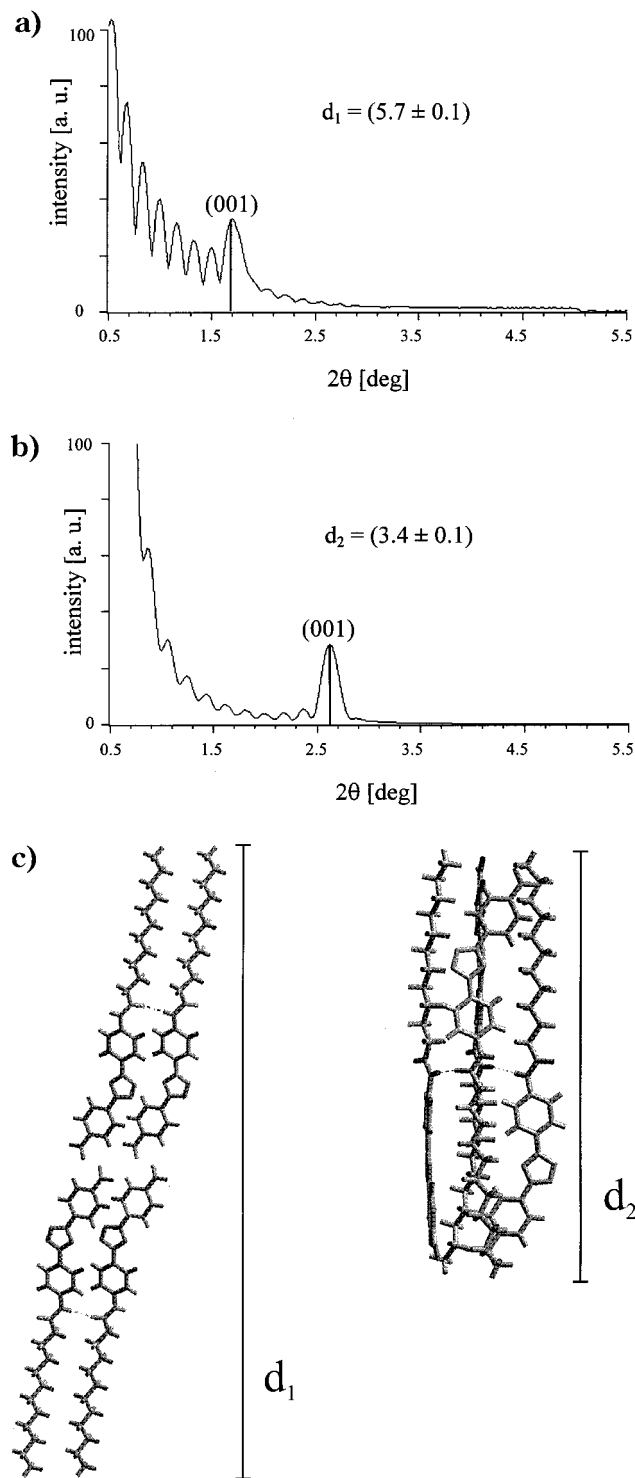 a)
100
intensity [a. u.]
d₁ = (5.7 ± 0.1)
(001)
0
0.5 1.5 2.5 3.5 4.5 5.5
2θ [deg]
b)
100
intensity [a. u.]
d₂ = (3.4 ± 0.1)
(001)
0
0.5 1.5 2.5 3.5 4.5 5.5
2θ [deg]
c)
d₁
d₂